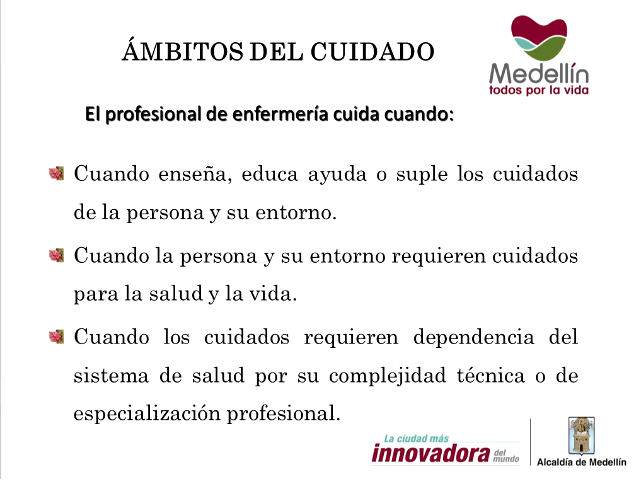 ÁMBITOS DEL CUIDADO
Medellín
todos por la vida
El profesional de enfermería cuida cuando:
Cuando enseña, educa ayuda o suple los cuidados
de la persona y su entorno.
Cuando la persona y su entorno requieren cuidados
para la salud y la vida.
Cuando los cuidados requieren dependencia del
sistema de salud por su complejidad técnica o de
especialización profesional.
La ciudad más
innovadora del
mundo
Alcaldía de Medellín